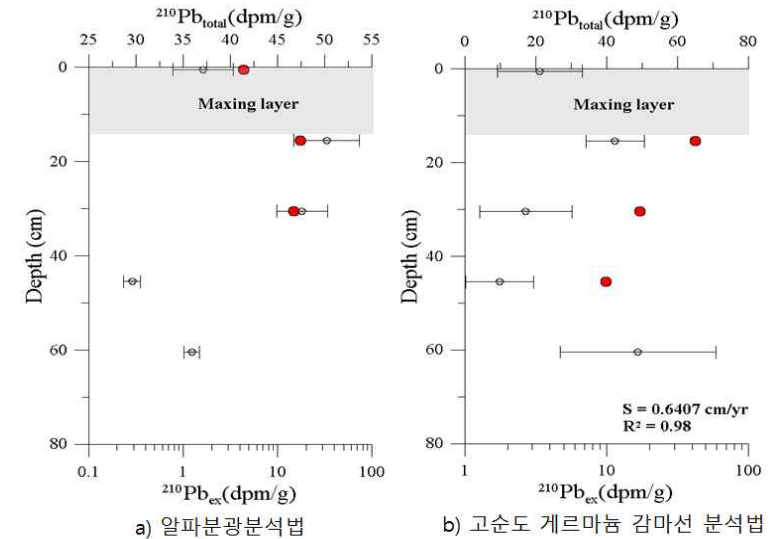 ²¹⁰Pb_total(dpm/g)
25 30 35 40 45 50 55
0
20
40
60
80
Depth (cm)
Maxing layer
0.1 1 10 100
²¹⁰Pb_ex(dpm/g)
a) 알파분광분석법
²¹⁰Pb_total(dpm/g)
0 20 40 60 80
0
20
40
60
80
Depth (cm)
Maxing layer
S = 0.6407 cm/yr
R² = 0.98
1 10 100
²¹⁰Pb_ex(dpm/g)
b) 고순도 게르마늄 감마선 분석법